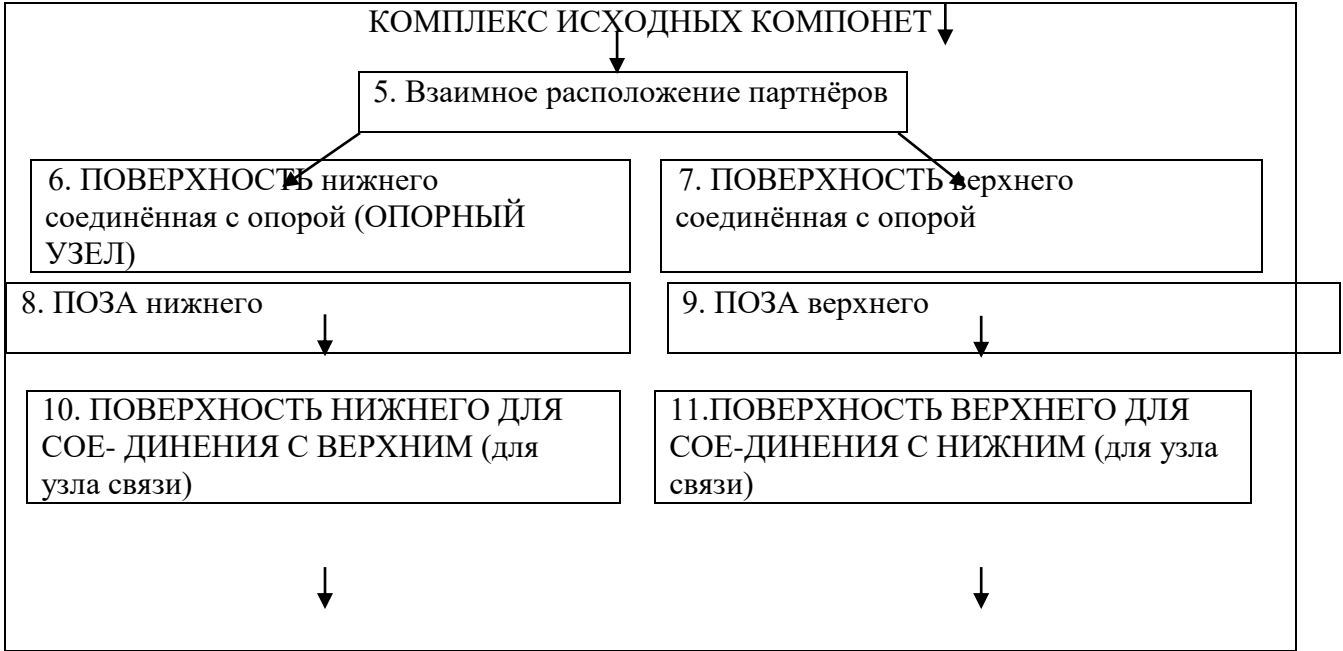 КОМПЛЕКС ИСХОДНЫХ КОМПОНЕТ
5. Взаимное расположение партнёров
6. ПОВЕРХНОСТЬ нижнего
соединённая с опорой (ОПОРНЫЙ
УЗЕЛ)
7. ПОВЕРХНОСТЬ верхнего
соединённая с опорой
8. ПОЗА нижнего
9. ПОЗА верхнего
10. ПОВЕРХНОСТЬ НИЖНЕГО ДЛЯ
СОЕ- ДИНЕНИЯ С ВЕРХНИМ (для
узла связи)
11.ПОВЕРХНОСТЬ ВЕРХНЕГО ДЛЯ
СОЕ-ДИНЕНИЯ С НИЖНИМ (для узла
связи)